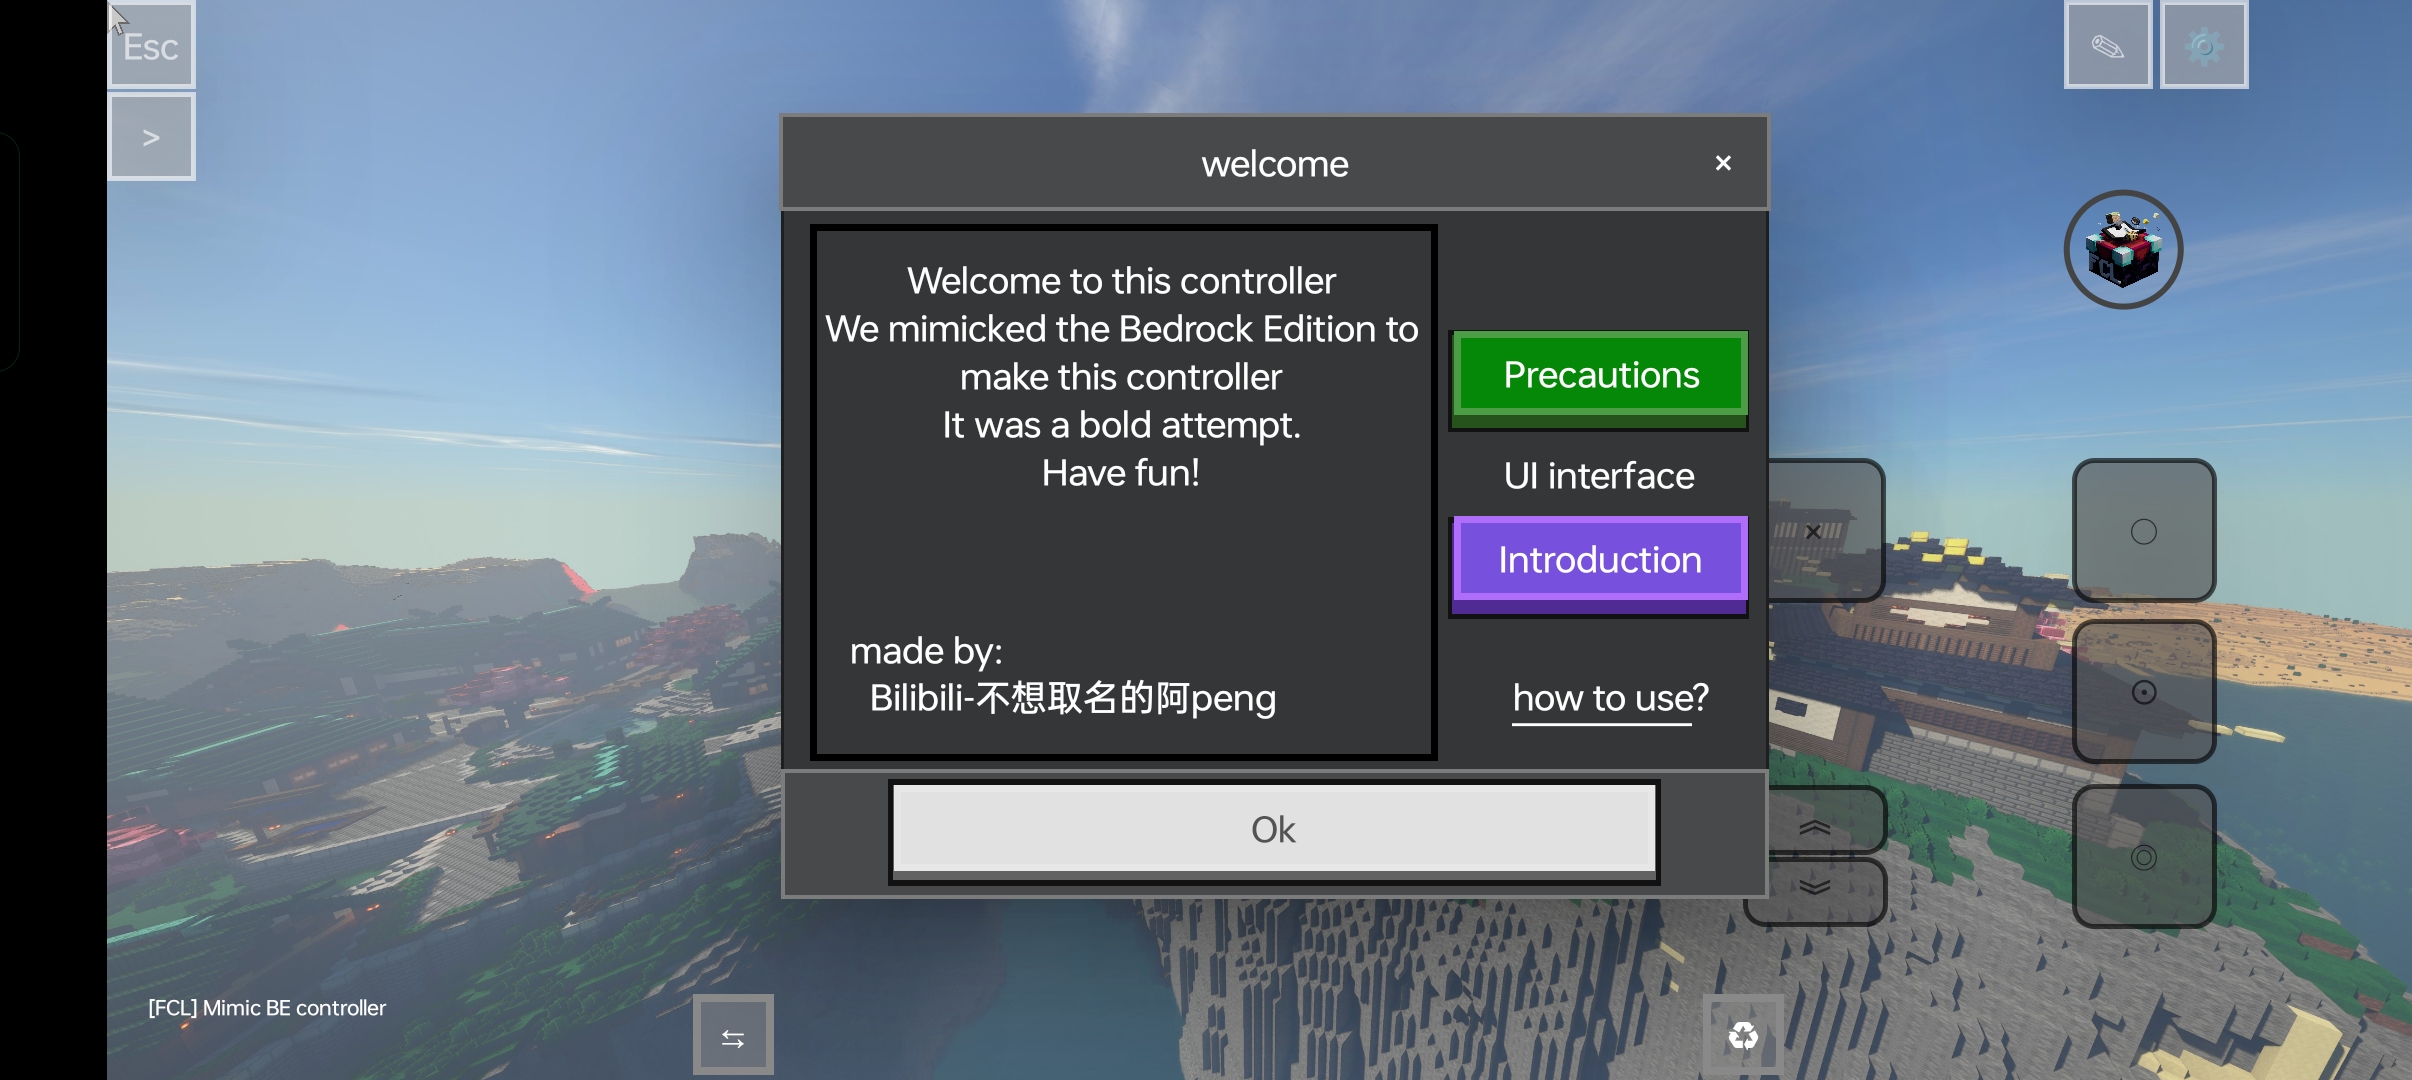 Esc
>
welcome
×
Welcome to this controller
We mimicked the Bedrock Edition to
make this controller
It was a bold attempt.
Have fun!
made by:
Bilibili-不想取名的阿peng
Precautions
UI interface
Introduction
how to use?
Ok
FCL
[FCL] Mimic BE controller